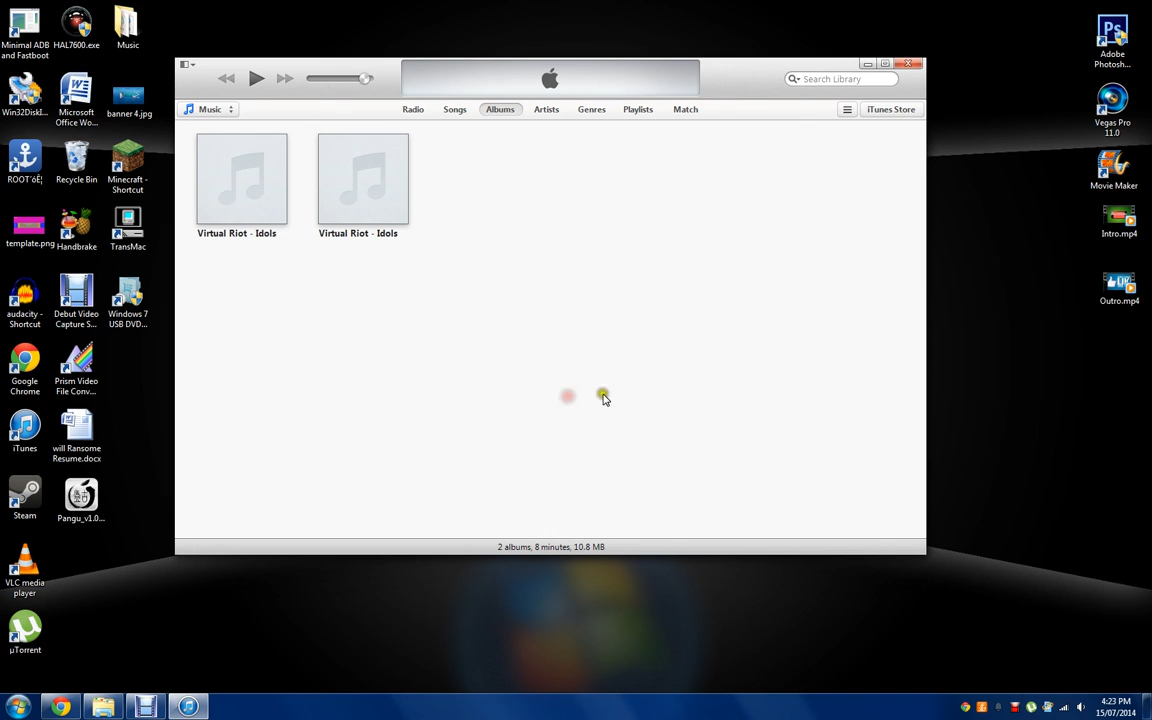 Minimal ADB
and Fastboot
HAL7600.exe
Music
Win32DiskI...
Microsoft
Office Wo...
banner 4.jpg
Recycle Bin
Minecraft -
Shortcut
template.png
Handbrake
TransMac
audacity -
Shortcut
Debut Video
Capture S...
Windows 7
USB DVD...
Google
Chrome
Prism Video
File Conv...
iTunes
will Ransome
Resume.docx
Steam
Pangu_v1.0...
VLC media
player
µTorrent
Music
Radio
Songs
Albums
Artists
Genres
Playlists
Match
Search Library
iTunes Store
Virtual Riot - Idols
Virtual Riot - Idols
2 albums, 8 minutes, 10.8 MB
Ps
Adobe
Photosh...
Vegas Pro
11.0
Movie Maker
Intro.mp4
Outro.mp4
4:23 PM
15/07/2014